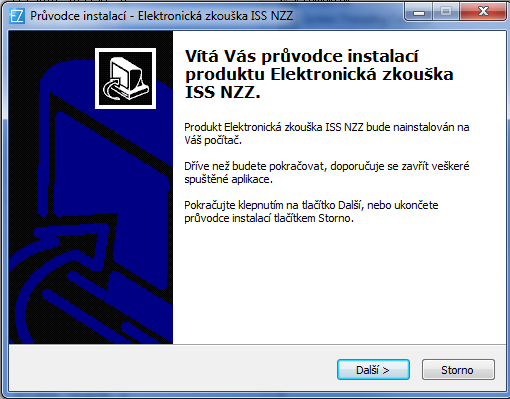 EZ
Průvodce instalací - Elektronická zkouška ISS NZZ
Vítá Vás průvodce instalací
produktu Elektronická zkouška
ISS NZZ.
Produkt Elektronická zkouška ISS NZZ bude nainstalován na
Váš počítač.
Dříve než budete pokračovat, doporučuje se zavřít veškeré
spuštěné aplikace.
Pokračujte klepnutím na tlačítko Další, nebo ukončete
průvodce instalací tlačítkem Storno.
Další >
Storno